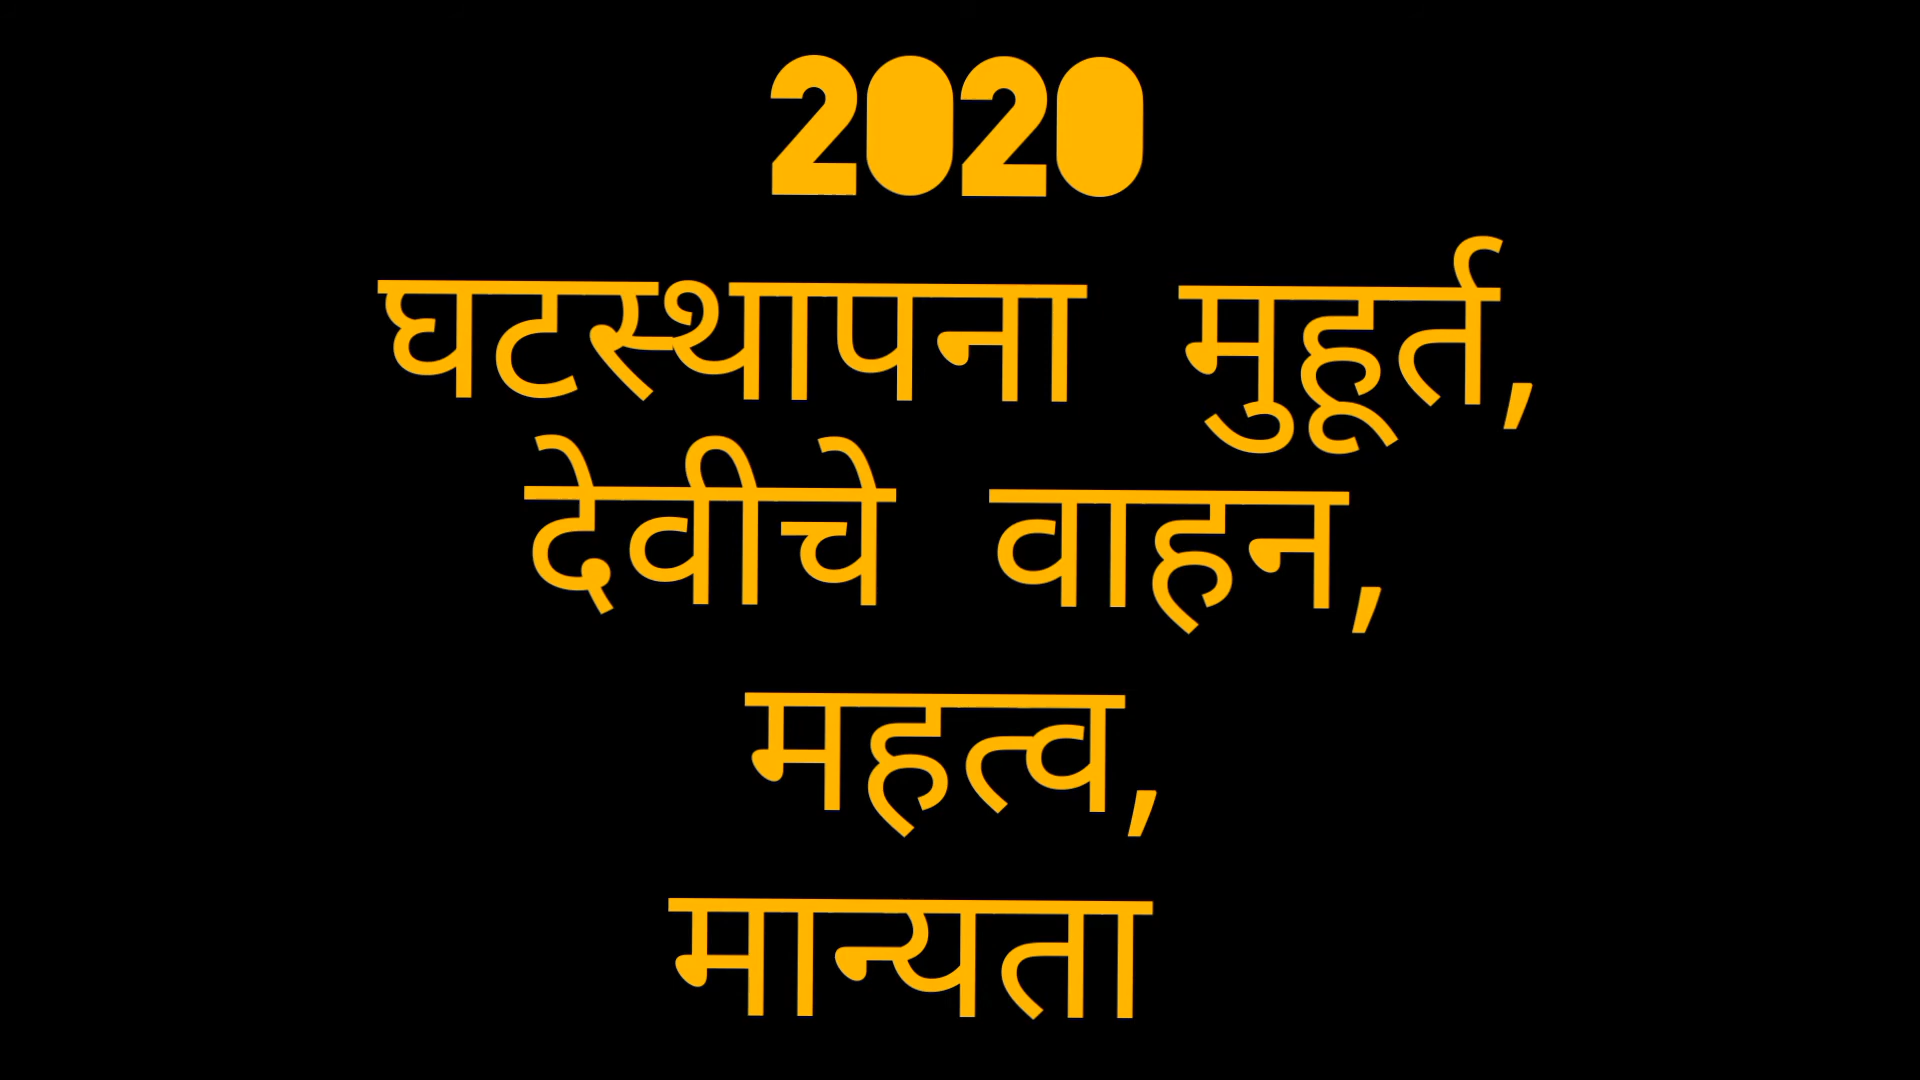 2020
घटस्थापना मुहूर्त,
देवीचे वाहन,
महत्व,
मान्यता